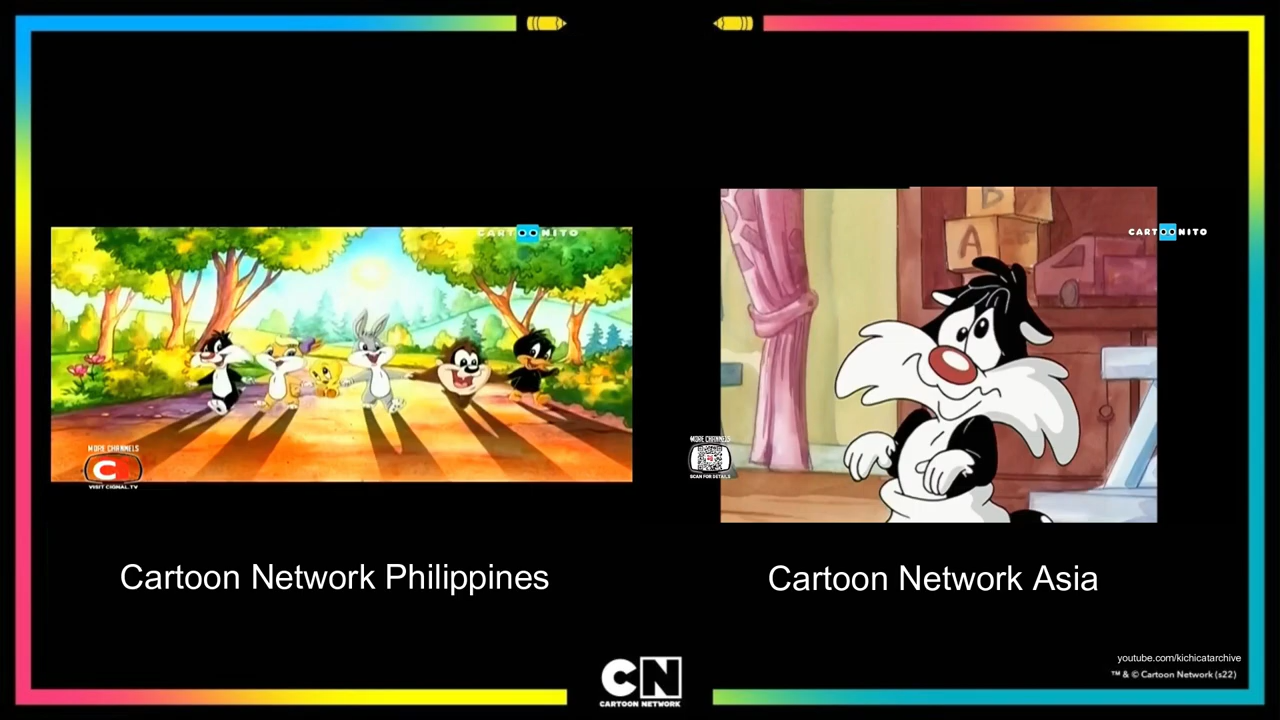 CARTOONITO
CARTOONITO
D
A
MORE CHANNELS
C
VISIT CIGNAL.TV
MORE CHANNELS
SCAN FOR DETAILS
Cartoon Network Philippines
Cartoon Network Asia
youtube.com/kichicatarchive
™ & © Cartoon Network (s22)
CN
CARTOON NETWORK